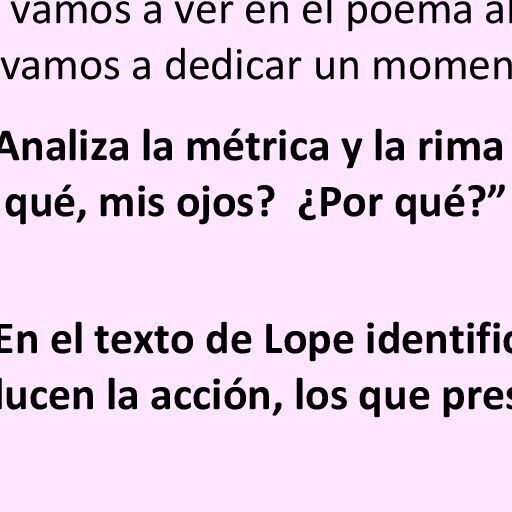 vamos a ver en el poema al
vamos a dedicar un momen
Analiza la métrica y la rima
qué, mis ojos? ¿Por qué?”
En el texto de Lope identific
lucen la acción, los que pres